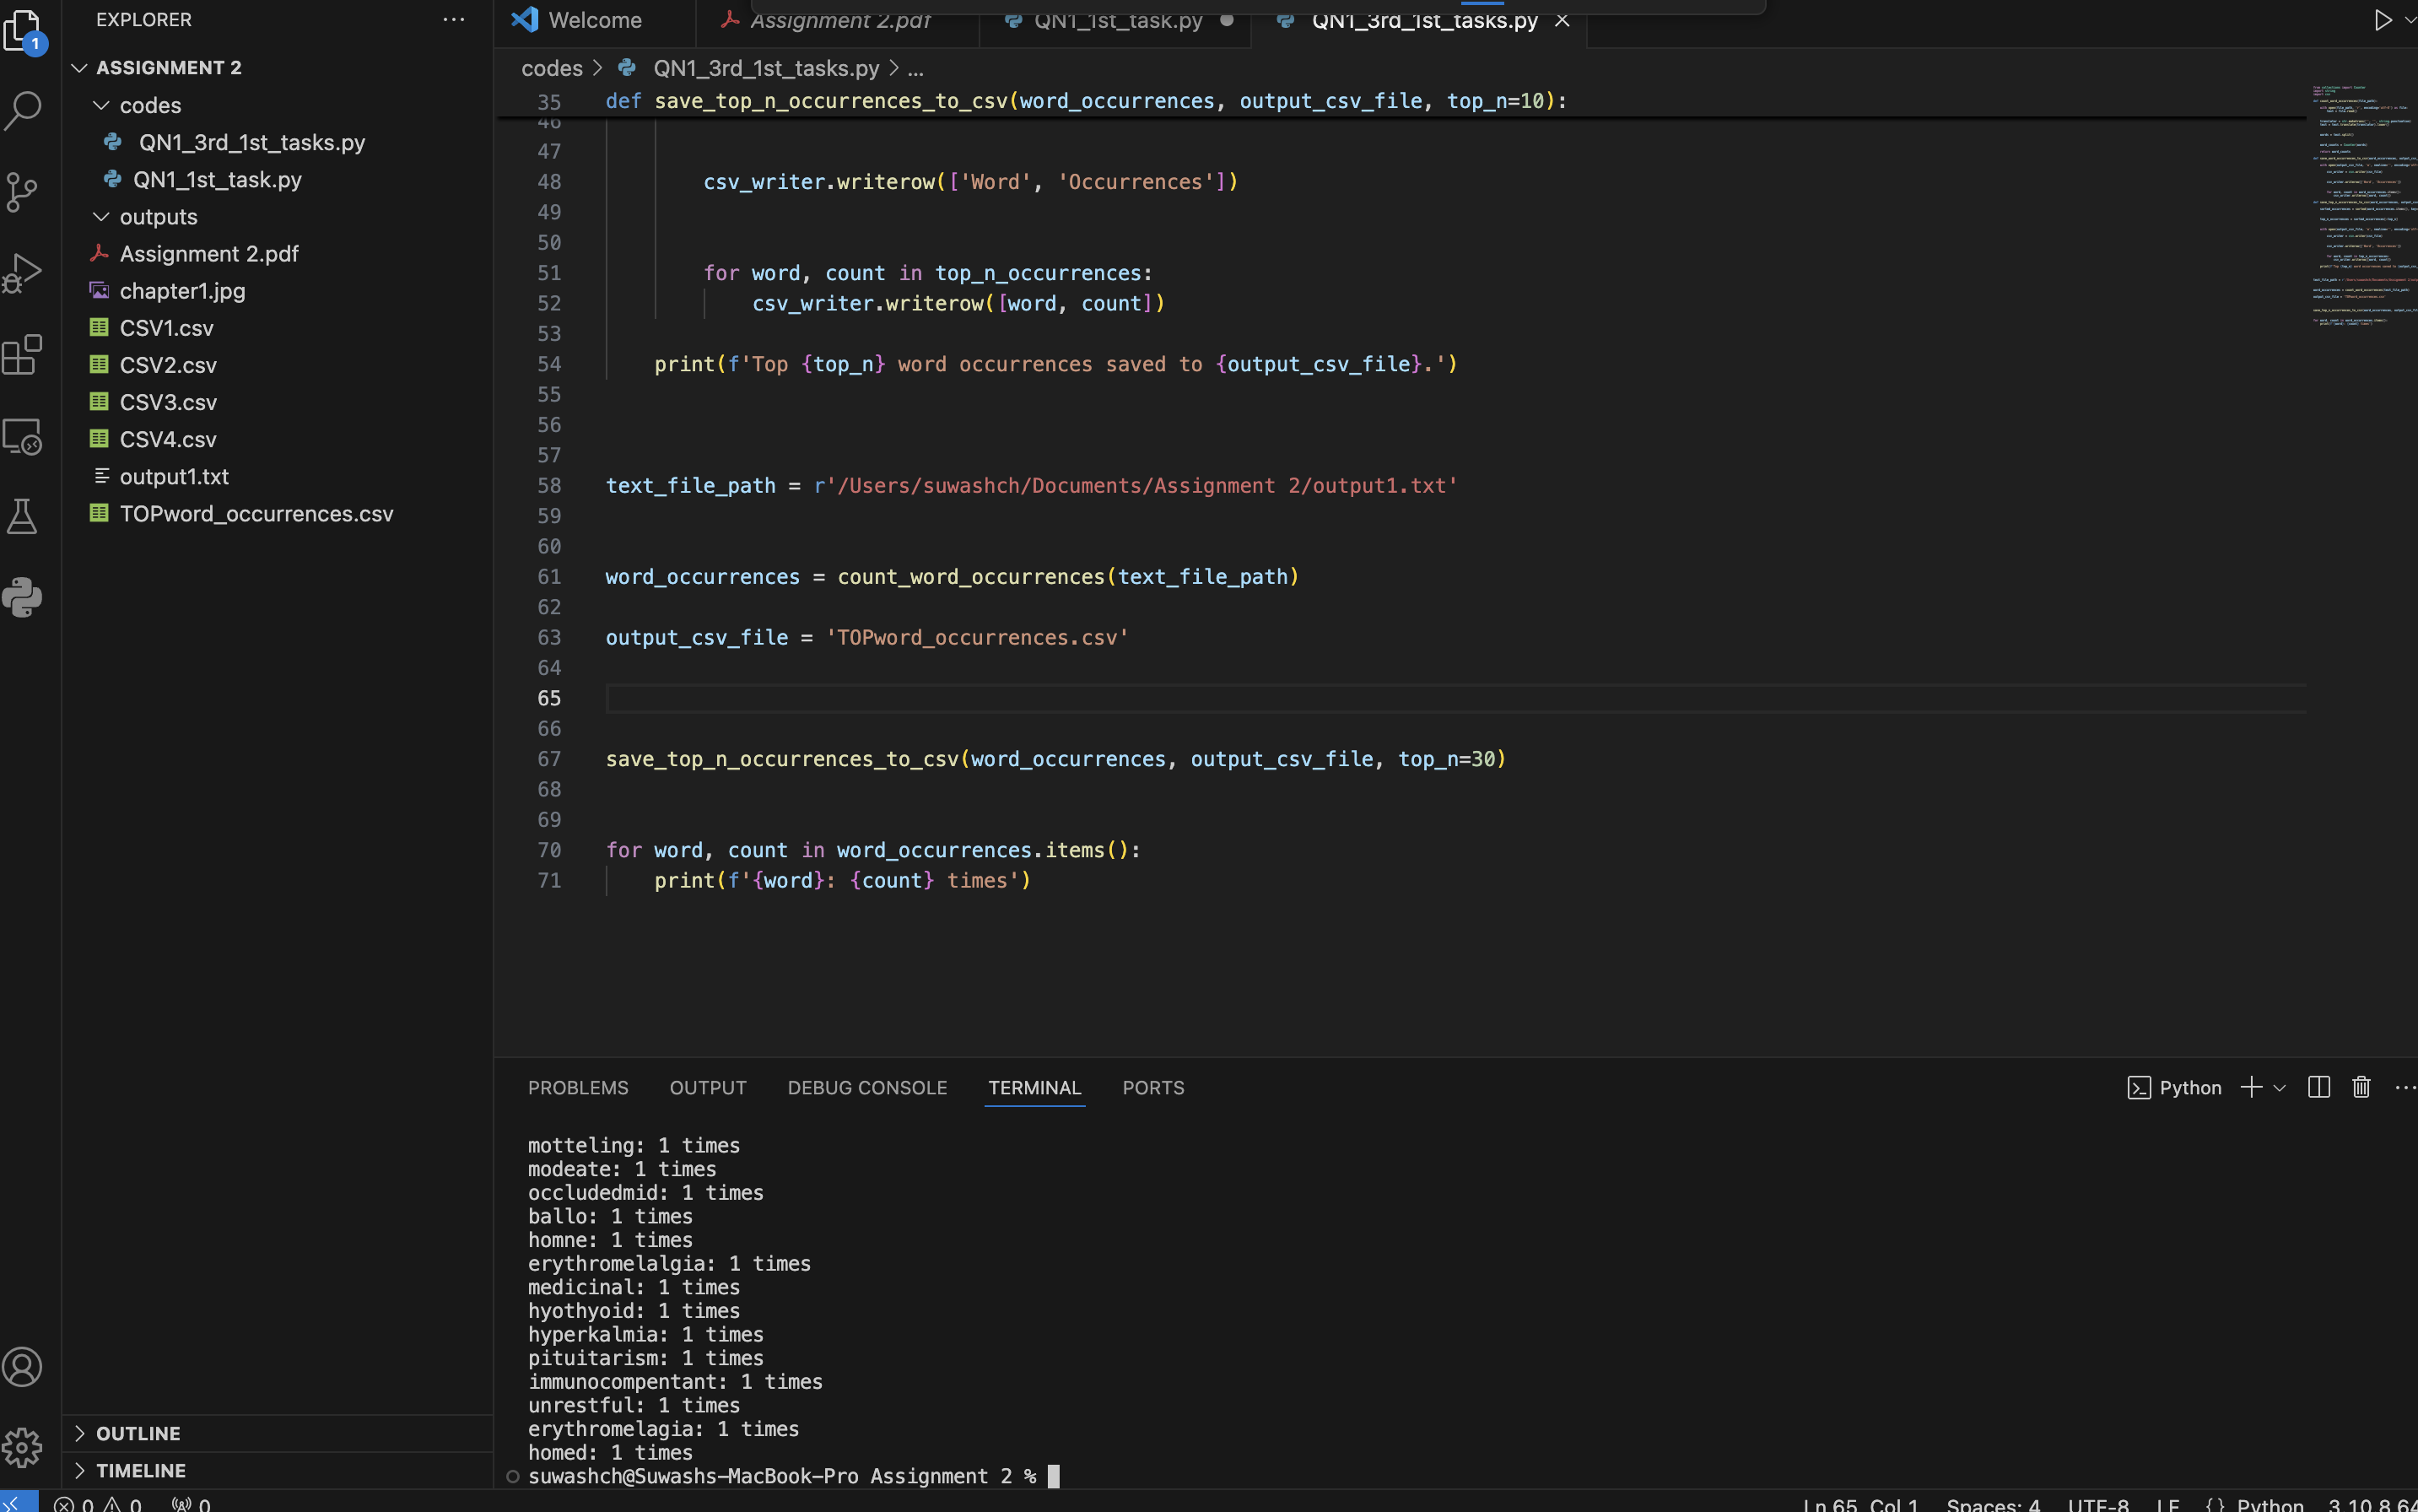 EXPLORER
ASSIGNMENT 2
codes
QN1_3rd_1st_tasks.py
QN1_1st_task.py
outputs
Assignment 2.pdf
chapter1.jpg
CSV1.csv
CSV2.csv
CSV3.csv
CSV4.csv
output1.txt
TOPword_occurrences.csv
OUTLINE
TIMELINE
1
Welcome
Assignment 2.pdf
QN1_1st_task.py
QN1_3rd_1st_tasks.py
codes > QN1_3rd_1st_tasks.py > ...
35 def save_top_n_occurrences_to_csv(word_occurrences, output_csv_file, top_n=10):
46
47
48 csv_writer.writerow(['Word', 'Occurrences'])
49
50
51 for word, count in top_n_occurrences:
52 csv_writer.writerow([word, count])
53
54 print(f'Top {top_n} word occurrences saved to {output_csv_file}.')
55
56
57
58 text_file_path = r'/Users/suwashch/Documents/Assignment 2/output1.txt'
59
60
61 word_occurrences = count_word_occurrences(text_file_path)
62
63 output_csv_file = 'TOPword_occurrences.csv'
64
65
66
67 save_top_n_occurrences_to_csv(word_occurrences, output_csv_file, top_n=30)
68
69
70 for word, count in word_occurrences.items():
71 print(f'{word}: {count} times')
PROBLEMS OUTPUT DEBUG CONSOLE TERMINAL PORTS
Python
motteling: 1 times
modeate: 1 times
occludedmid: 1 times
ballo: 1 times
homne: 1 times
erythromelalgia: 1 times
medicinal: 1 times
hyothyoid: 1 times
hyperkalmia: 1 times
pituitarism: 1 times
immunocompentant: 1 times
unrestful: 1 times
erythromelagia: 1 times
homed: 1 times
suwashch@Suwashs-MacBook-Pro Assignment 2 %
0 0 0
Ln 65, Col 1 Spaces: 4 UTF-8 LF {} Python 3.10.8 64